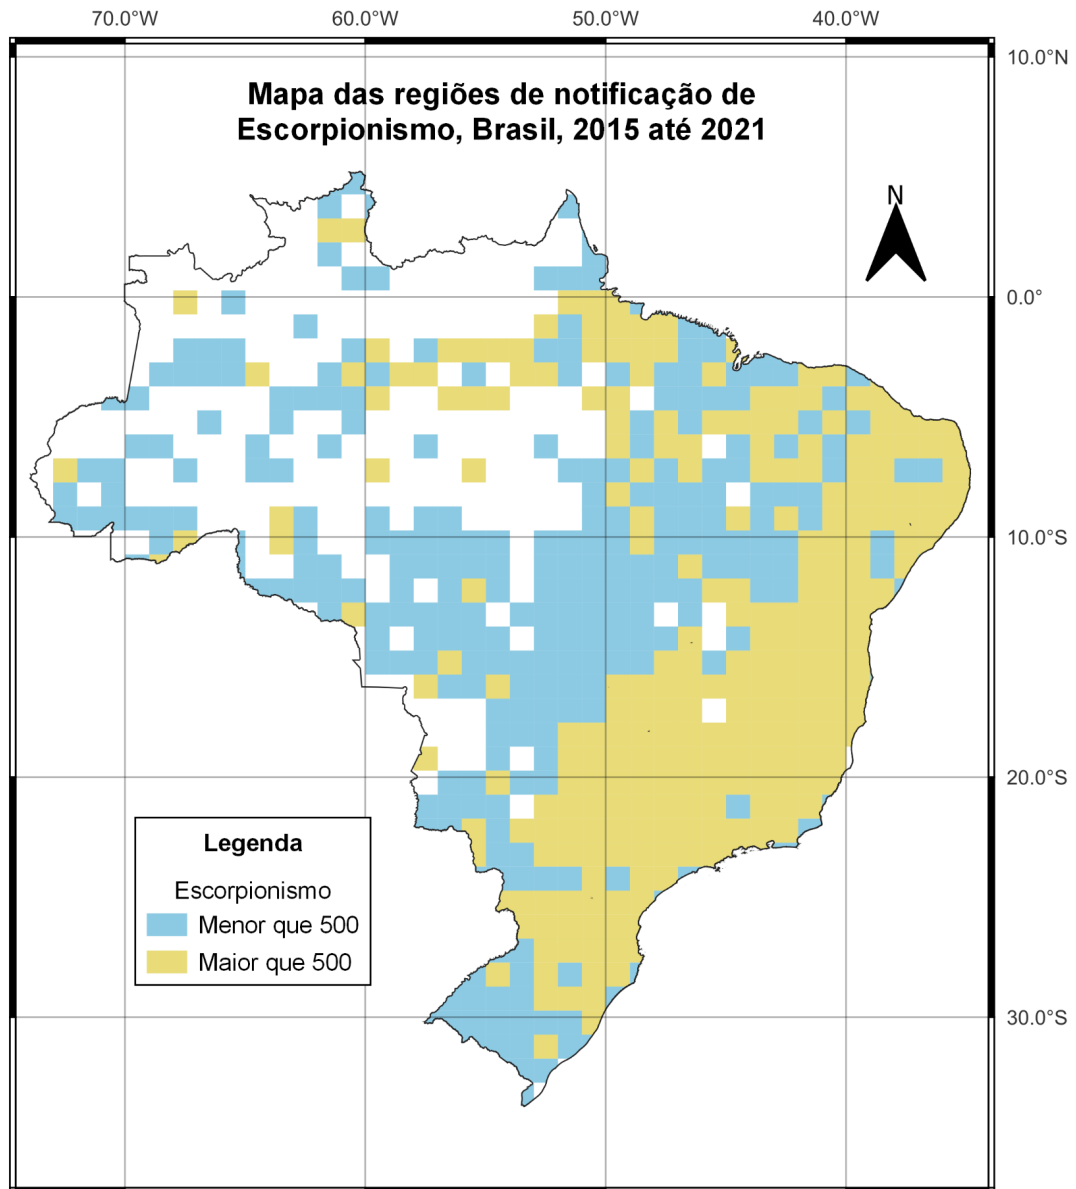 70.0°W 60.0°W 50.0°W 40.0°W
10.0°N
Mapa das regiões de notificação de
Escorpionismo, Brasil, 2015 até 2021
N
0.0°
10.0°S
20.0°S
Legenda
Escorpionismo
Menor que 500
Maior que 500
30.0°S